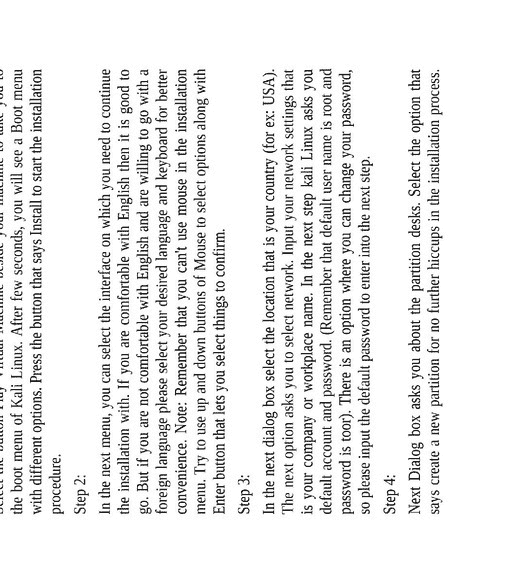 the boot menu of Kali Linux. After few seconds, you will see a Boot menu
with different options. Press the button that says Install to start the installation
procedure.
Step 2:
In the next menu, you can select the interface on which you need to continue
the installation with. If you are comfortable with English then it is good to
go. But if you are not comfortable with English and are willing to go with a
foreign language please select your desired language and keyboard for better
convenience. Note: Remember that you can't use mouse in the installation
menu. Try to use up and down buttons of Mouse to select options along with
Enter button that lets you select things to confirm.
Step 3:
In the next dialog box select the location that is your country (for ex: USA).
The next option asks you to select network. Input your network settings that
is your company or workplace name. In the next step kali Linux asks you
default account and password. (Remember that default user name is root and
password is toor). There is an option where you can change your password,
so please input the default password to enter into the next step.
Step 4:
Next Dialog box asks you about the partition desks. Select the option that
says create a new partition for no further hiccups in the installation process.